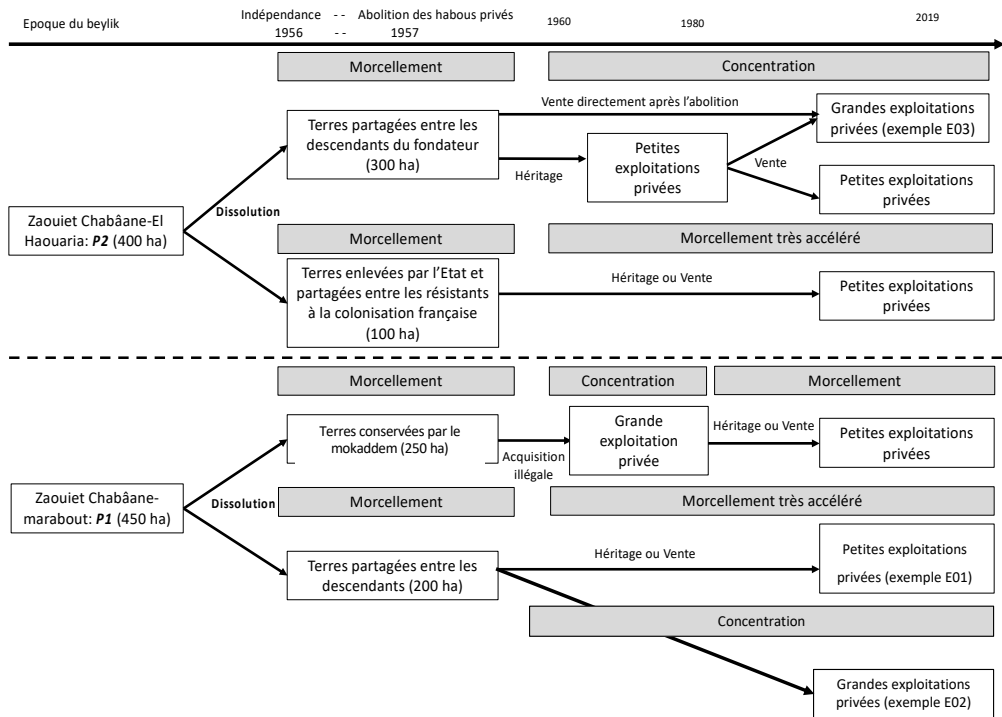 Epoque du beylik
Indépendance - - Abolition des habous privés
1956 -- 1957
1960
1980
2019
Morcellement
Concentration
Vente directement après l'abolition
Terres partagées entre les
descendants du fondateur
(300 ha)
Héritage
Petites
exploitations
privées
Vente
Grandes exploitations
privées (exemple E03)
Petites exploitations
privées
Zaouiet Chabâane-El
Haouaria: P2 (400 ha)
Dissolution
Morcellement
Morcellement très accéléré
Terres enlevées par l'Etat et
partagées entre les résistants
à la colonisation française
(100 ha)
Héritage ou Vente
Petites exploitations
privées
Morcellement
Concentration
Morcellement
Terres conservées par le
mokaddem (250 ha)
Acquisition
illégale
Grande
exploitation
privée
Héritage ou Vente
Petites exploitations
privées
Zaouiet Chabâane-
marabout: P1 (450 ha)
Dissolution
Morcellement
Morcellement très accéléré
Terres partagées entre les
descendants (200 ha)
Héritage ou Vente
Petites exploitations
privées (exemple E01)
Concentration
Grandes exploitations
privées (exemple E02)